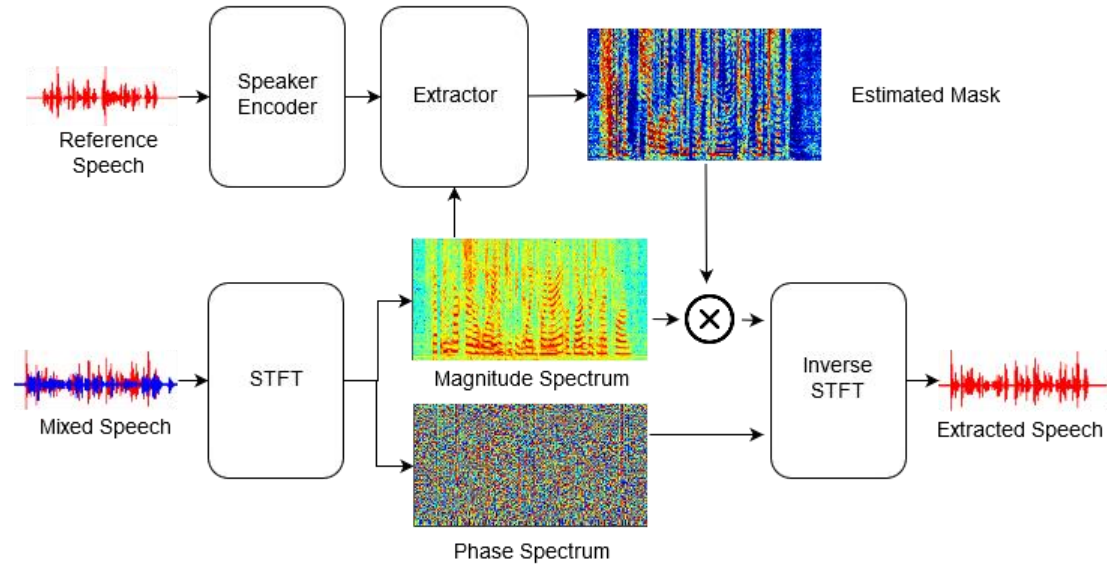 Speaker
Encoder
Extractor
Estimated Mask
Reference
Speech
STFT
Magnitude Spectrum
Inverse
STFT
Mixed Speech
Extracted Speech
Phase Spectrum